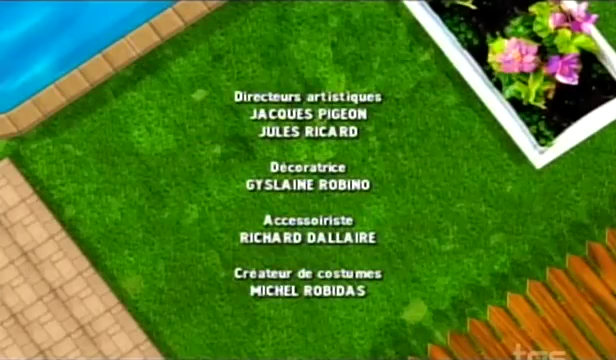 Directeurs artistiques
JACQUES PIGEON
JULES RICARD
Décoratrice
GYSLAINE ROBINO
Accessoiriste
RICHARD DALLAIRE
Créateur de costumes
MICHEL ROBIDAS